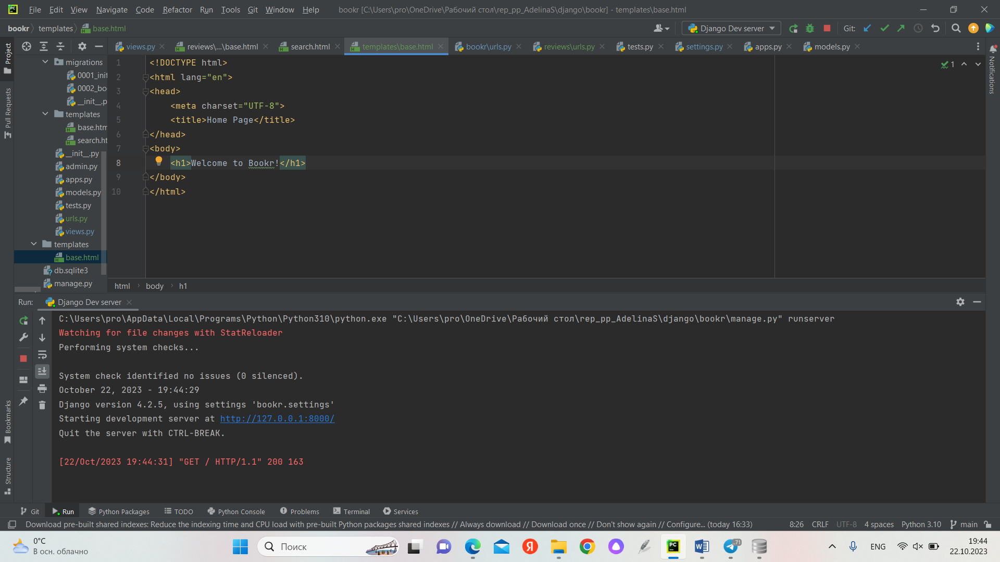 File Edit View Navigate Code Refactor Run Tools Git Window Help bookr [C:\Users\pro\OneDrive\Рабочий стол\rep_pp_AdelinaS\django\bookr] - templates\base.html
bookr templates base.html Django Dev server Git:
views.py reviews\...\base.html search.html templates\base.html bookr\urls.py reviews\urls.py tests.py settings.py apps.py models.py
Project
Pull Requests
Bookmarks
Structure
Notifications
migrations
0001_init
0002_bo
__init__.p
templates
base.htm
search.ht
__init__.py
admin.py
apps.py
models.py
tests.py
urls.py
views.py
templates
base.html
db.sqlite3
manage.py
1 <!DOCTYPE html>
2 <html lang="en">
3 <head>
4 <meta charset="UTF-8">
5 <title>Home Page</title>
6 </head>
7 <body>
8 <h1>Welcome to Bookr!</h1>
9 </body>
10 </html>
1
html body h1
Run: Django Dev server
C:\Users\pro\AppData\Local\Programs\Python\Python310\python.exe "C:\Users\pro\OneDrive\Рабочий стол\rep_pp_AdelinaS\django\bookr\manage.py" runserver
Watching for file changes with StatReloader
Performing system checks...
System check identified no issues (0 silenced).
October 22, 2023 - 19:44:29
Django version 4.2.5, using settings 'bookr.settings'
Starting development server at http://127.0.0.1:8000/
Quit the server with CTRL-BREAK.
[22/Oct/2023 19:44:31] "GET / HTTP/1.1" 200 163
Git Run Python Packages TODO Python Console Problems Terminal Services
Download pre-built shared indexes: Reduce the indexing time and CPU load with pre-built Python packages shared indexes // Always download // Download once // Don't show again // Configure... (today 16:33) 8:26 CRLF UTF-8 4 spaces Python 3.10 main
0°C
В осн. облачно
Поиск
ENG
19:44
22.10.2023